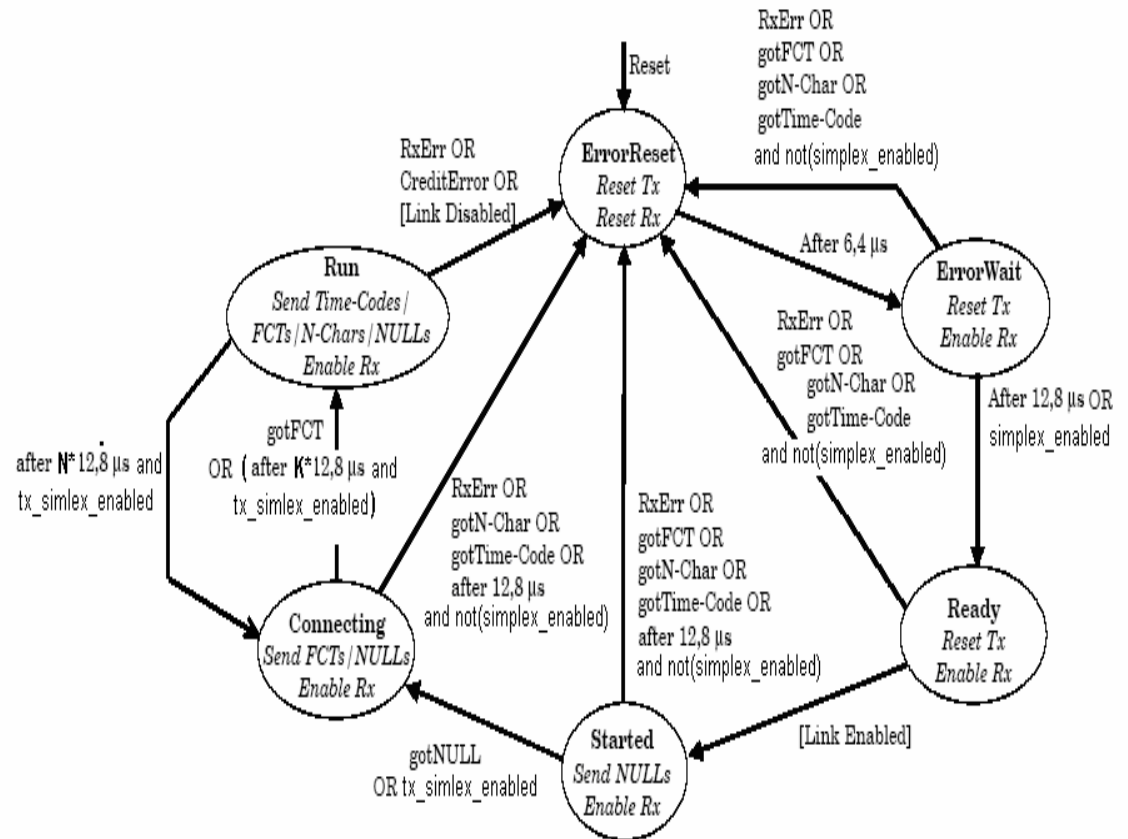 Reset
RxErr OR
gotFCT OR
gotN-Char OR
gotTime-Code
and not(simplex_enabled)
RxErr OR
CreditError OR
[Link Disabled]
ErrorReset
Reset Tx
Reset Rx
After 6,4 μs
ErrorWait
Reset Tx
Enable Rx
Run
Send Time-Codes/
FCTs/N-Chars/NULLs
Enable Rx
RxErr OR
gotFCT OR
gotN-Char OR
gotTime-Code
and not(simplex_enabled)
After 12,8 μs OR
simplex_enabled
after N*12,8 μs and
tx_simlex_enabled
gotFCT
OR (after K*12,8 μs and
tx_simlex_enabled)
RxErr OR
gotN-Char OR
gotTime-Code OR
after 12,8 μs
and not(simplex_enabled)
RxErr OR
gotFCT OR
gotN-Char OR
gotTime-Code OR
after 12,8 μs
and not(simplex_enabled)
Connecting
Send FCTs/NULLs
Enable Rx
Ready
Reset Tx
Enable Rx
gotNULL
OR tx_simlex_enabled
Started
Send NULLs
Enable Rx
[Link Enabled]